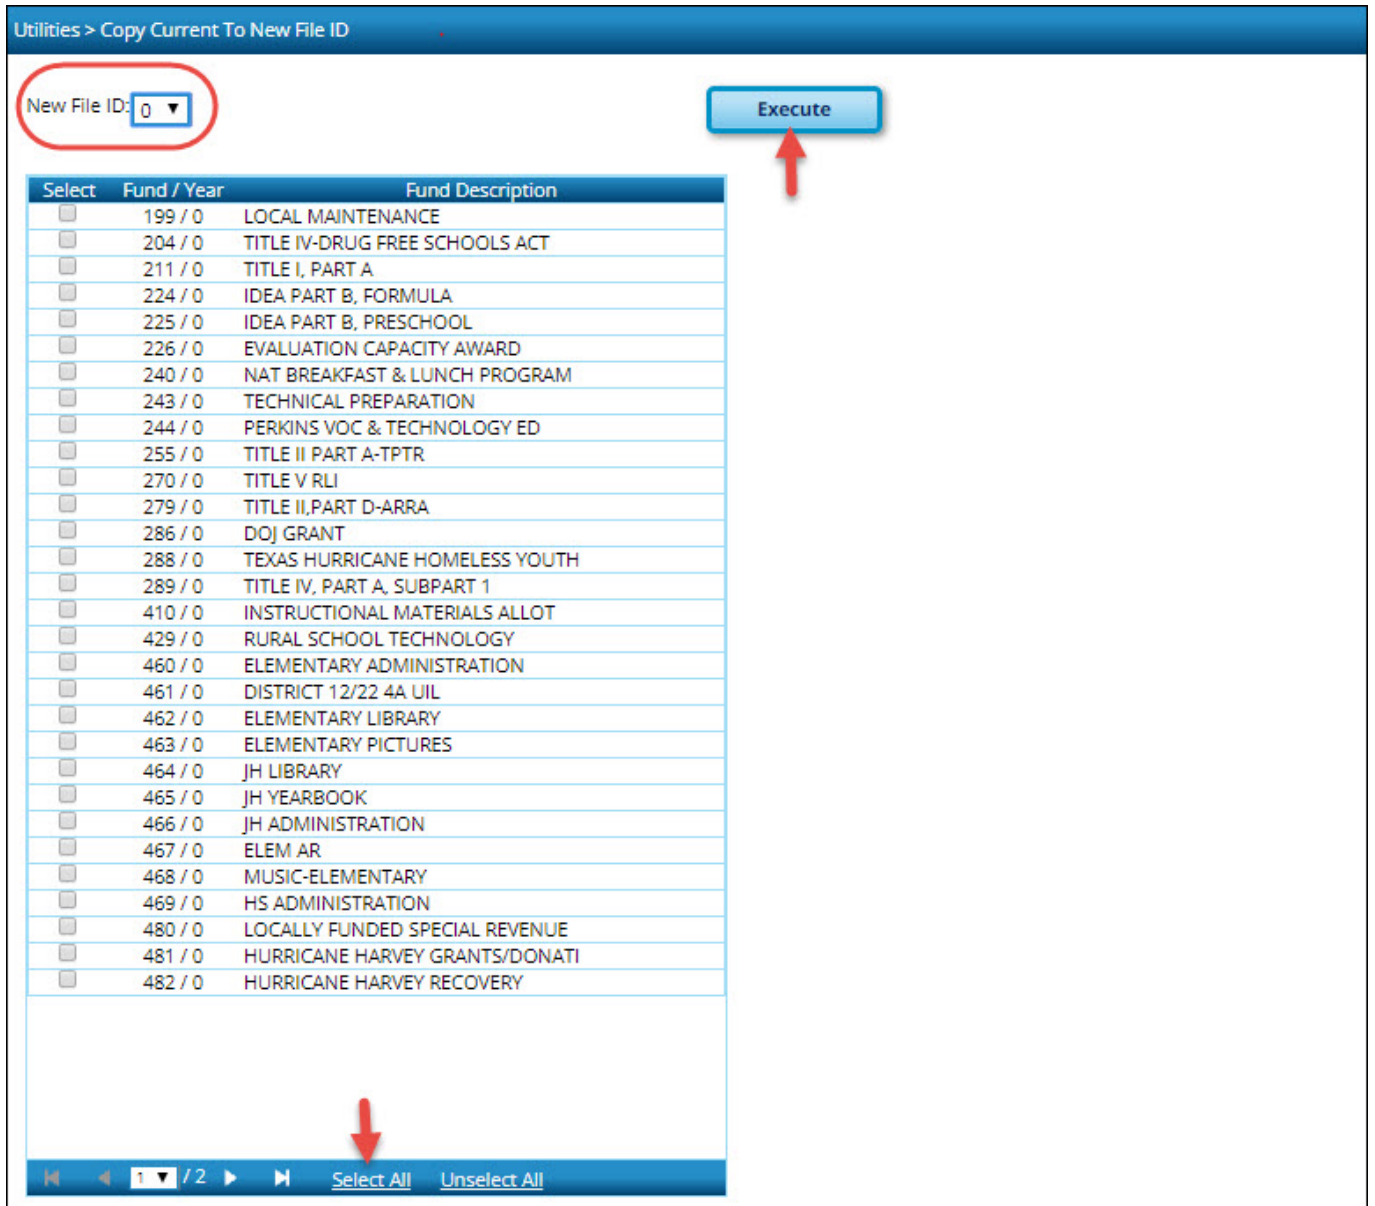 Utilities > Copy Current To New File ID
New File ID: 0
Execute
Select Fund / Year Fund Description
199 / 0 LOCAL MAINTENANCE
204 / 0 TITLE IV-DRUG FREE SCHOOLS ACT
211 / 0 TITLE I, PART A
224 / 0 IDEA PART B, FORMULA
225 / 0 IDEA PART B, PRESCHOOL
226 / 0 EVALUATION CAPACITY AWARD
240 / 0 NAT BREAKFAST & LUNCH PROGRAM
243 / 0 TECHNICAL PREPARATION
244 / 0 PERKINS VOC & TECHNOLOGY ED
255 / 0 TITLE II PART A-TPTR
270 / 0 TITLE V RLI
279 / 0 TITLE II,PART D-ARRA
286 / 0 DOJ GRANT
288 / 0 TEXAS HURRICANE HOMELESS YOUTH
289 / 0 TITLE IV, PART A, SUBPART 1
410 / 0 INSTRUCTIONAL MATERIALS ALLOT
429 / 0 RURAL SCHOOL TECHNOLOGY
460 / 0 ELEMENTARY ADMINISTRATION
461 / 0 DISTRICT 12/22 4A UIL
462 / 0 ELEMENTARY LIBRARY
463 / 0 ELEMENTARY PICTURES
464 / 0 JH LIBRARY
465 / 0 JH YEARBOOK
466 / 0 JH ADMINISTRATION
467 / 0 ELEM AR
468 / 0 MUSIC-ELEMENTARY
469 / 0 HS ADMINISTRATION
480 / 0 LOCALLY FUNDED SPECIAL REVENUE
481 / 0 HURRICANE HARVEY GRANTS/DONATI
482 / 0 HURRICANE HARVEY RECOVERY
1 / 2 Select All Unselect All